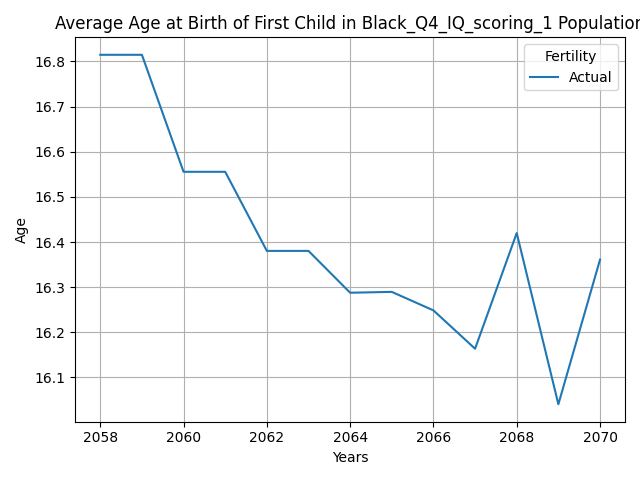 Average Age at Birth of First Child in Black_Q4_IQ_scoring_1 Population
Fertility
Actual
16.8
16.7
16.6
16.5
16.4
16.3
16.2
16.1
Age
2058 2060 2062 2064 2066 2068 2070
Years